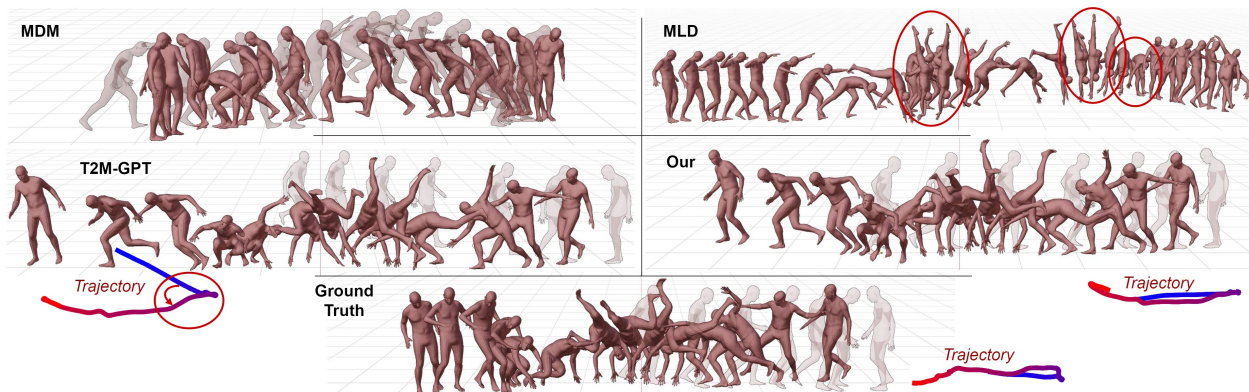 MDM
MLD
T2M-GPT
Our
Trajectory
Trajectory
Ground
Truth
Trajectory